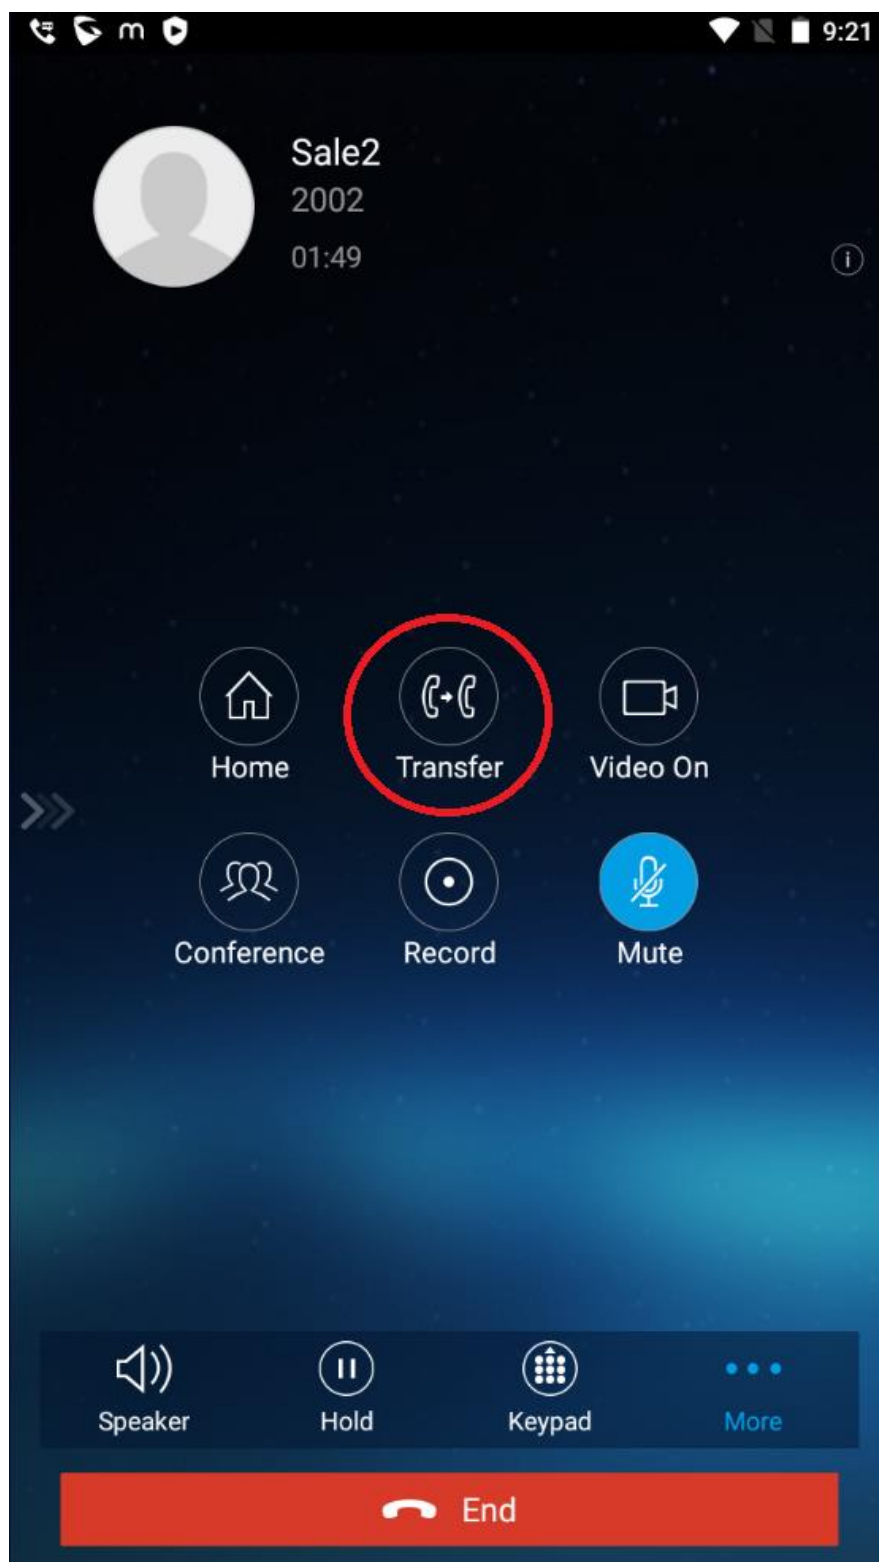 9:21
Sale2
2002
01:49
Home Transfer Video On
Conference Record Mute
Speaker Hold Keypad More
End